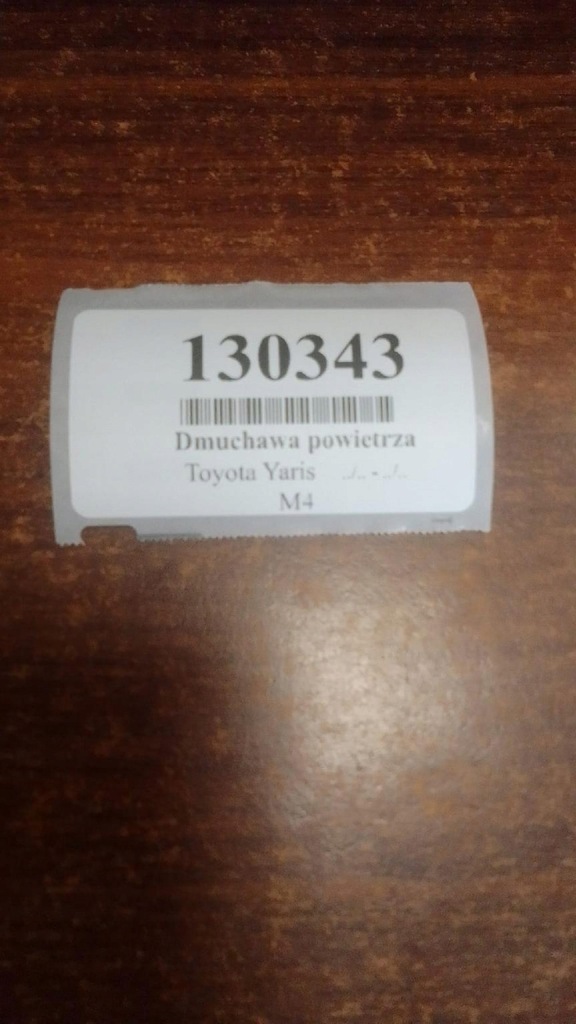 130343
Dmuchawa powietrza
Toyota Yaris ../.. - ../..
M4